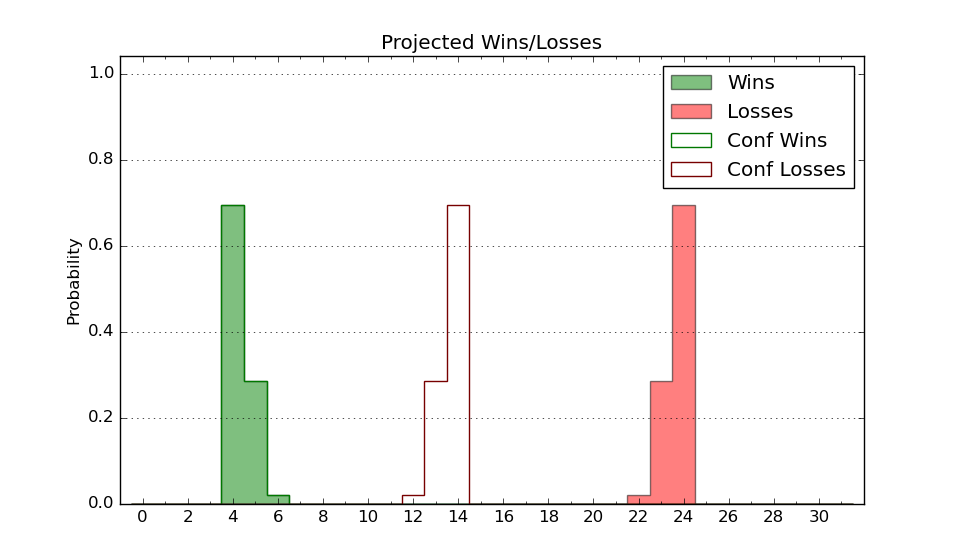 Projected Wins/Losses
Wins
Losses
Conf Wins
Conf Losses
Probability
1.0
0.8
0.6
0.4
0.2
0.0
0 2 4 6 8 10 12 14 16 18 20 22 24 26 28 30